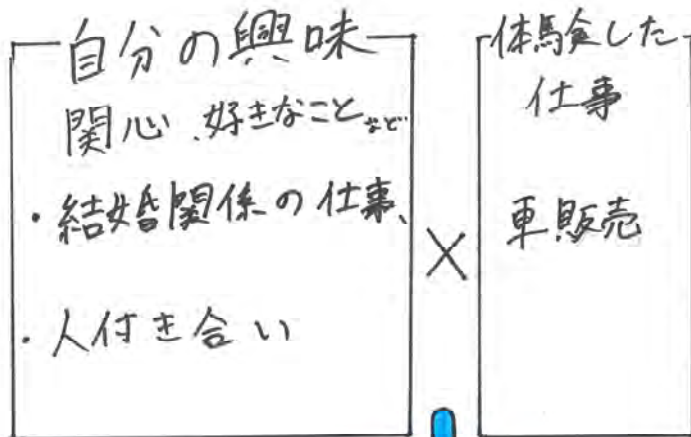 自分の興味
関心、好きなことなど
・結婚関係の仕事、
・人付き合い
×
体験した
仕事
車販売